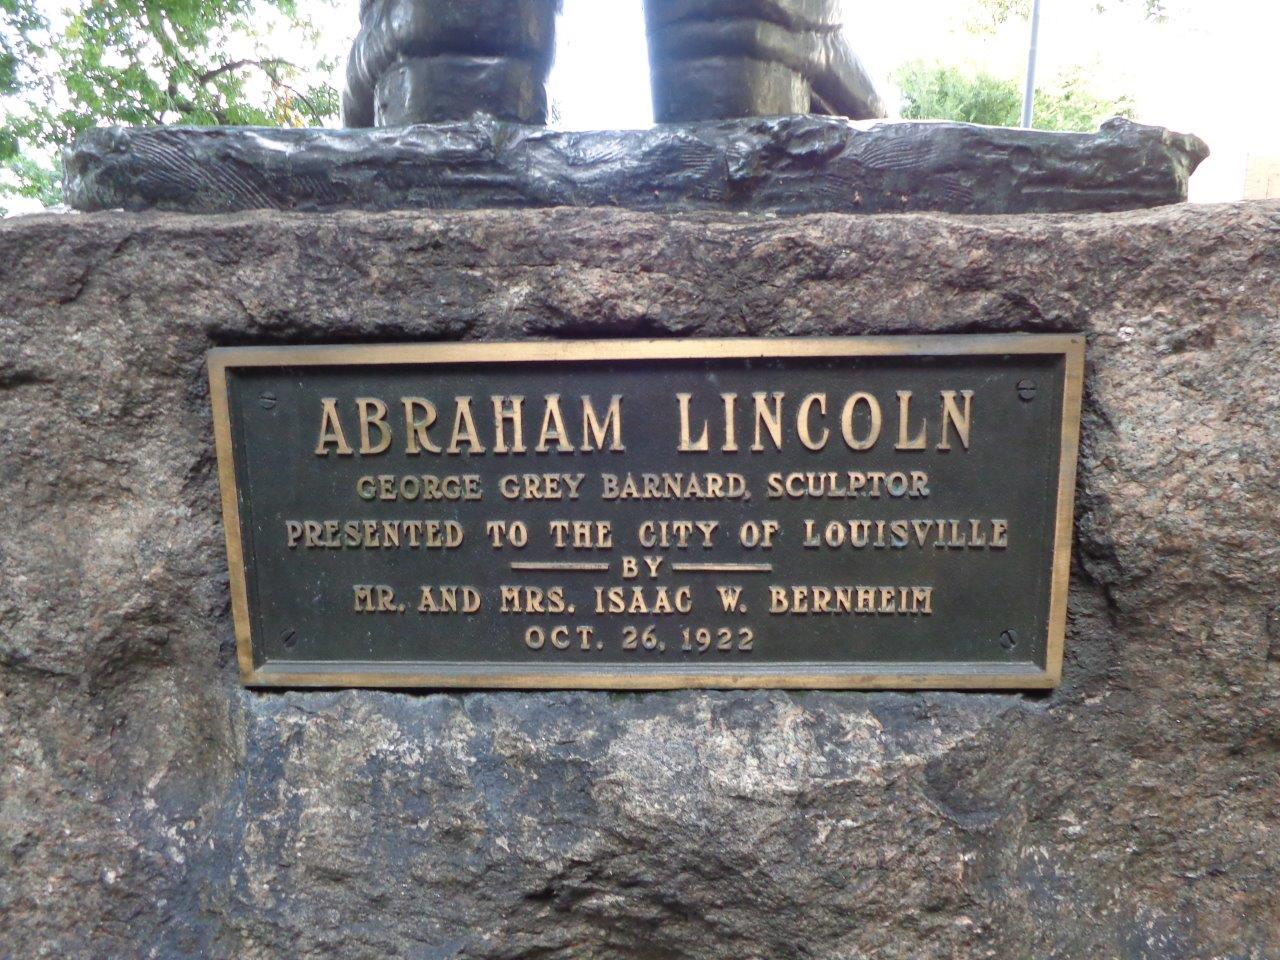 ABRAHAM LINCOLN
GEORGE GREY BARNARD, SCULPTOR
PRESENTED TO THE CITY OF LOUISVILLE
BY
MR. AND MRS. ISAAC W. BERNHEIM
OCT. 26, 1922